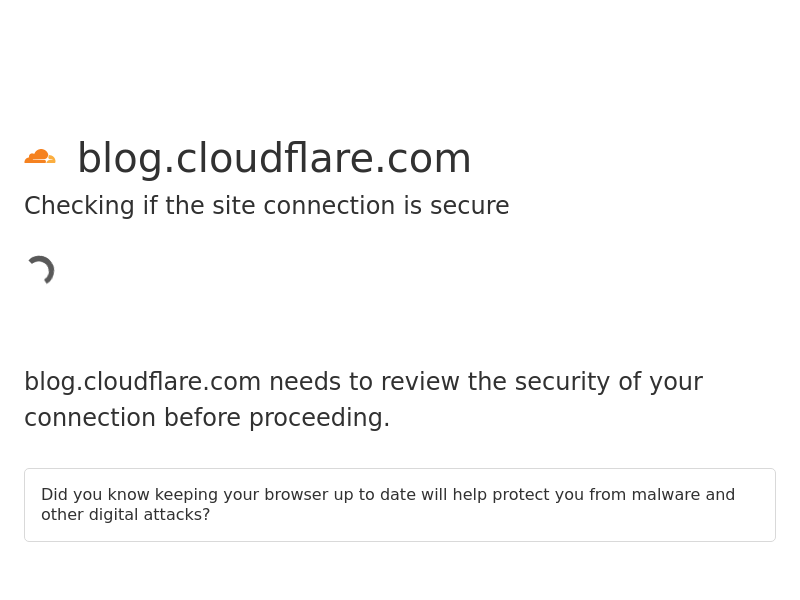 blog.cloudflare.com
Checking if the site connection is secure
blog.cloudflare.com needs to review the security of your
connection before proceeding.
Did you know keeping your browser up to date will help protect you from malware and
other digital attacks?